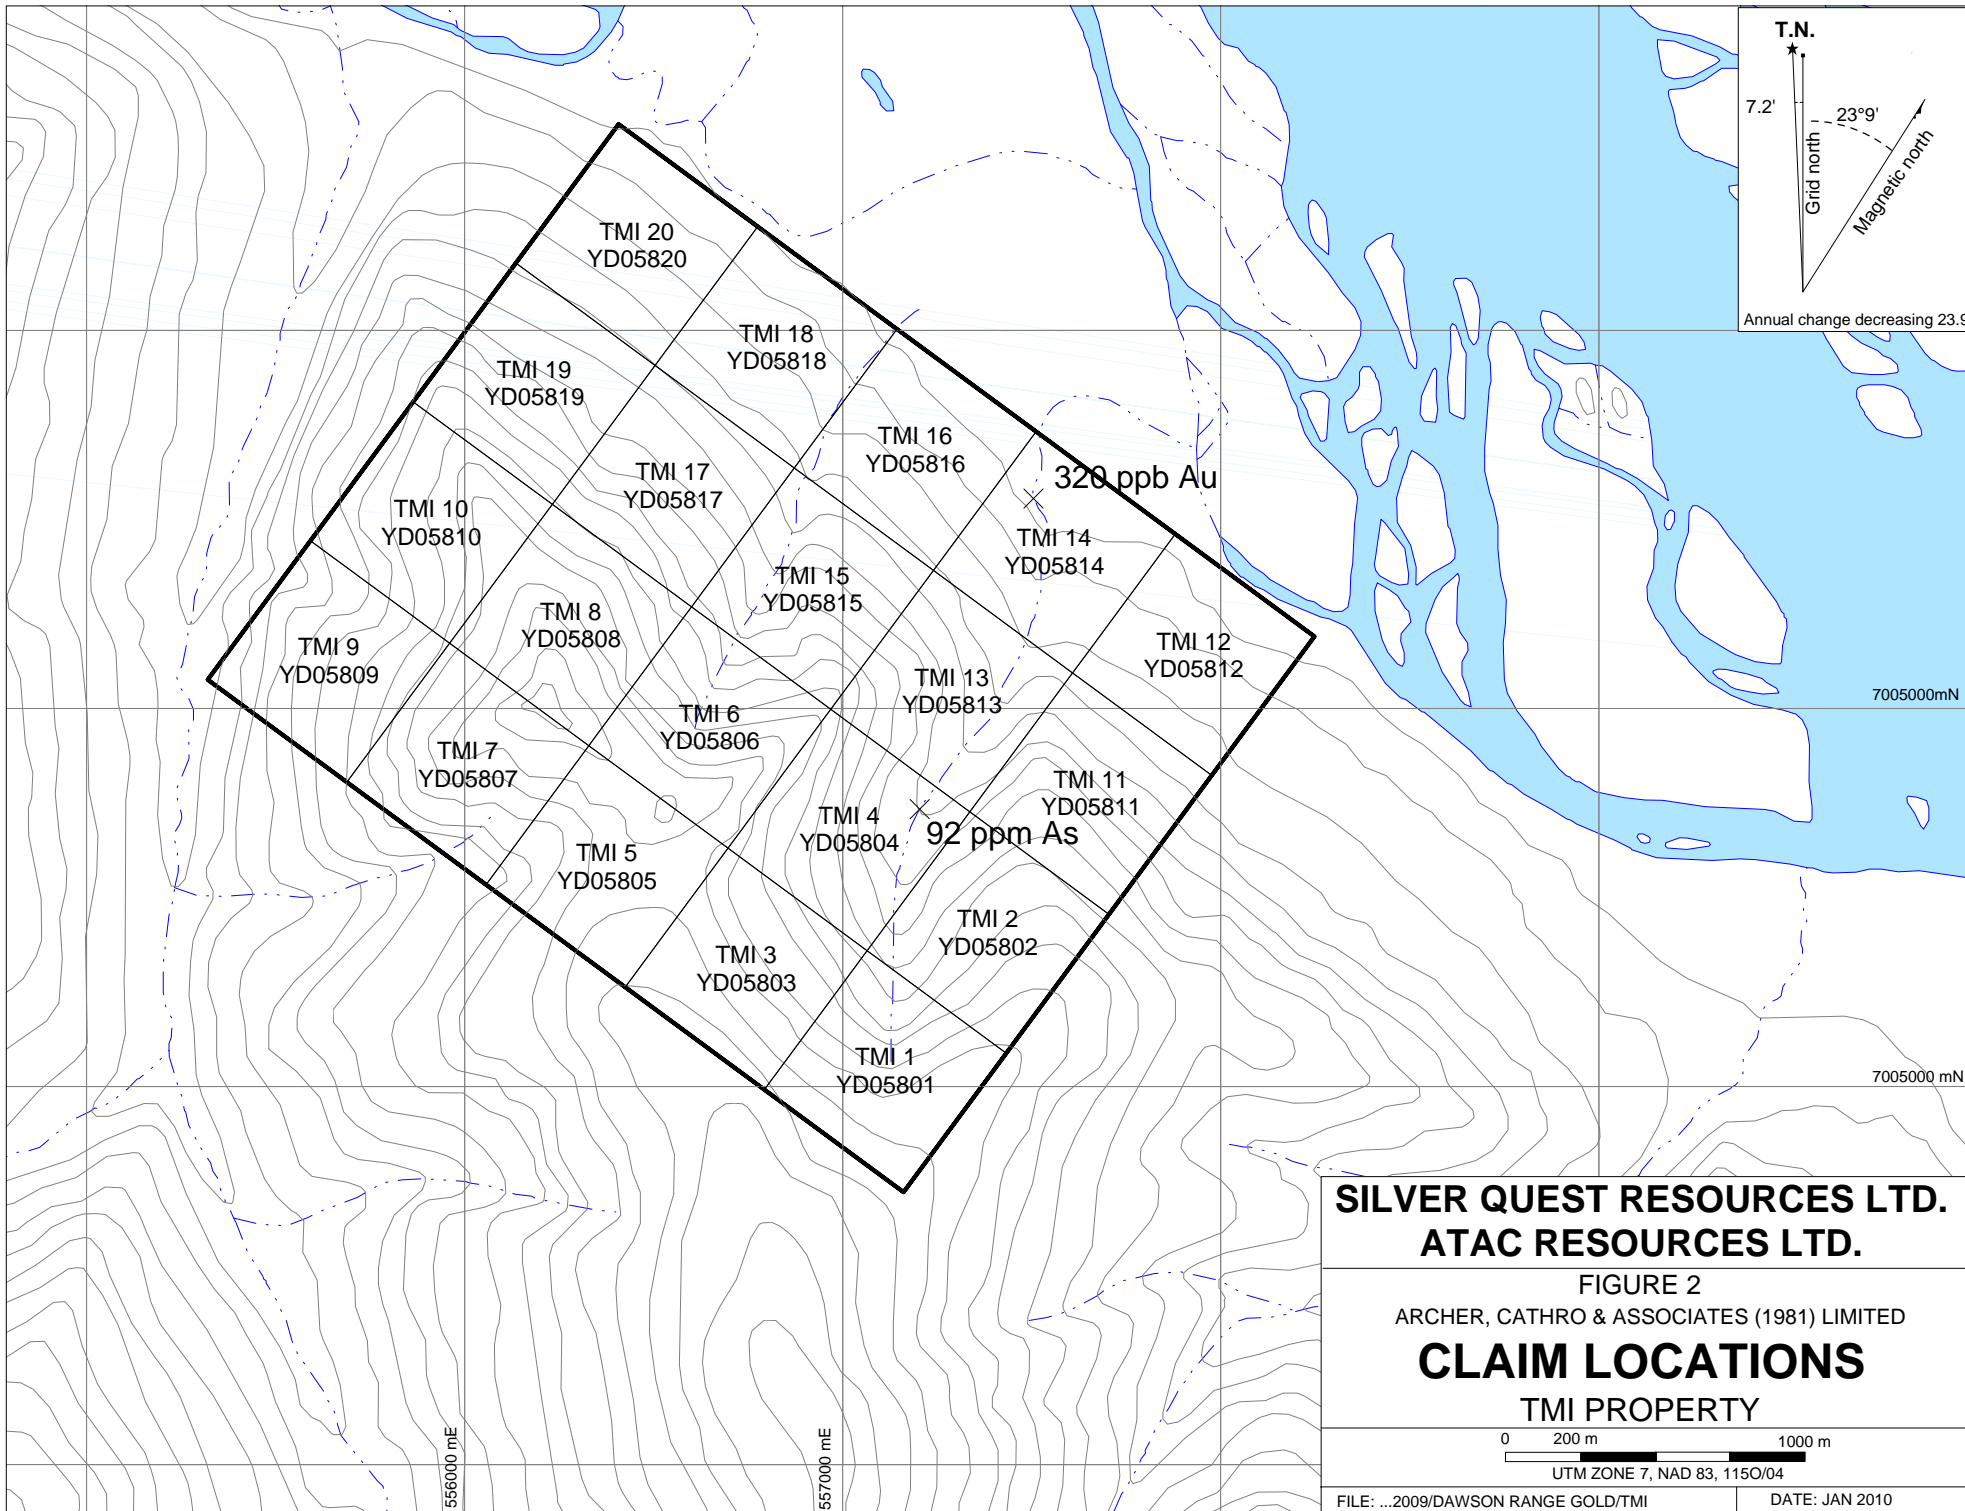 T.N.
7.2'
23°9'
Grid north
Magnetic north
Annual change decreasing 23.9
TMI 20
YD05820
TMI 18
YD05818
TMI 19
YD05819
TMI 16
YD05816
TMI 17
YD05817
320 ppb Au
TMI 10
YD05810
TMI 14
YD05814
TMI 15
YD05815
TMI 8
YD05808
TMI 12
YD05812
TMI 9
YD05809
TMI 13
YD05813
7005000mN
TMI 6
YD05806
TMI 7
YD05807
TMI 11
YD05811
TMI 4
YD05804
92 ppm As
TMI 5
YD05805
TMI 2
YD05802
TMI 3
YD05803
TMI 1
YD05801
7005000 mN
556000 mE
557000 mE
SILVER QUEST RESOURCES LTD.
ATAC RESOURCES LTD.
FIGURE 2
ARCHER, CATHRO & ASSOCIATES (1981) LIMITED
CLAIM LOCATIONS
TMI PROPERTY
0 200 m 1000 m
UTM ZONE 7, NAD 83, 115O/04
FILE: ...2009/DAWSON RANGE GOLD/TMI
DATE: JAN 2010